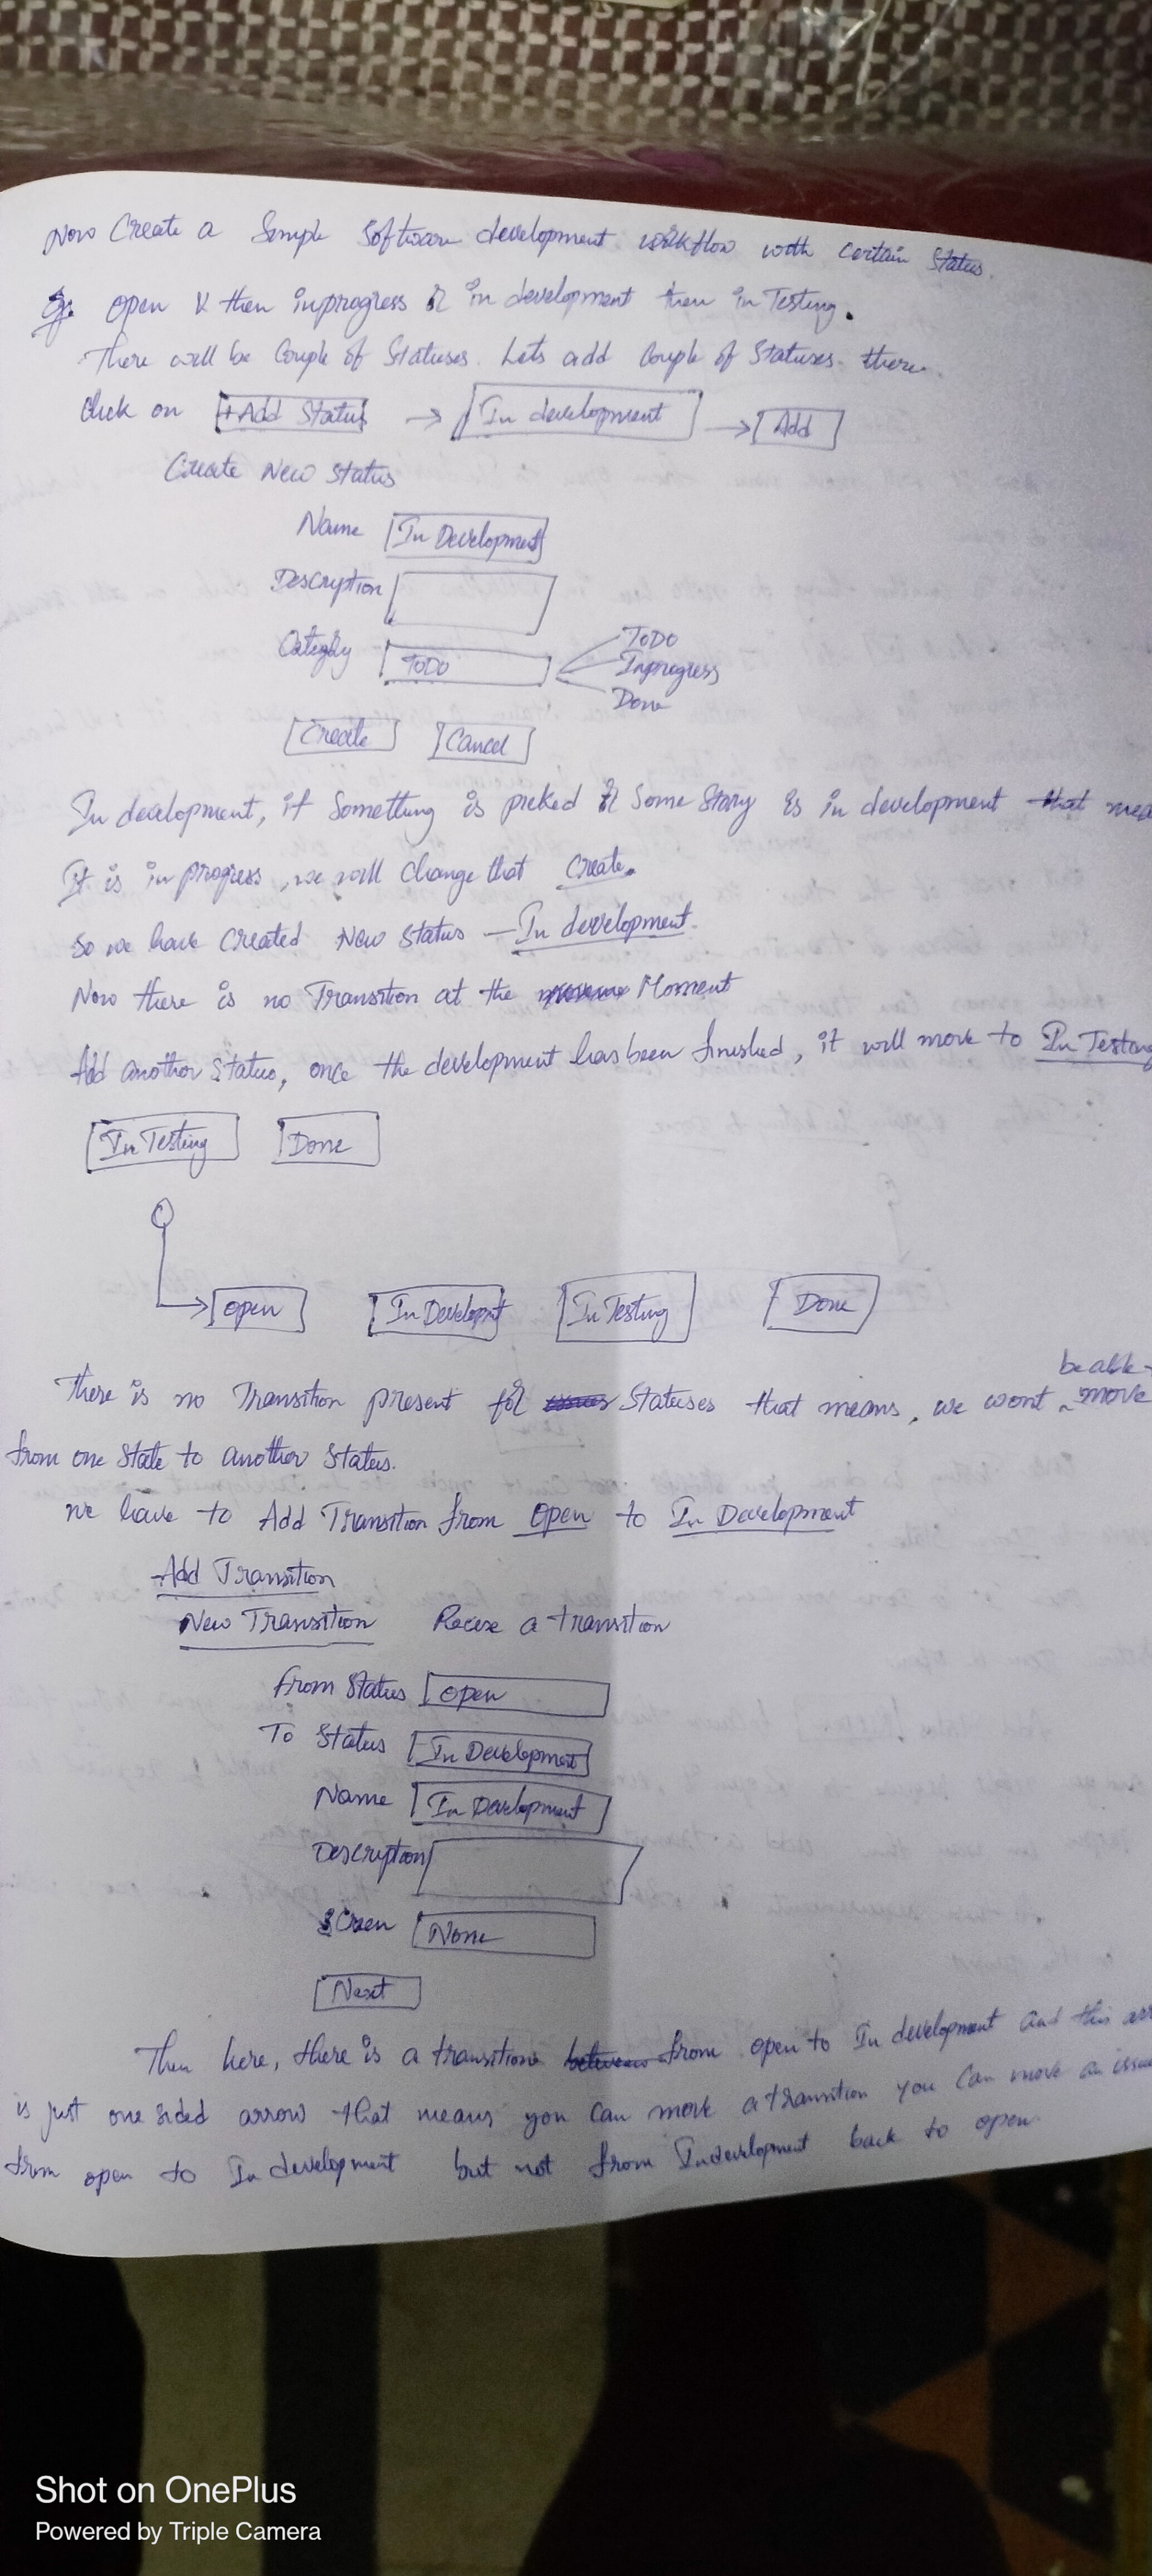 Now Create a Simple Software development workflow with certain Status.
Eg: Open & then inprogress or in development then in Testing.
There will be Couple of Statuses. Lets add Couple of Statuses there.
Click on +Add Status → In development → Add
Create New Status
Name In Development
Description
Category TODO
TODO
Inprogress
Done
Create Cancel
In development, if Something is picked or Some Story is in development that mea
It is in progress, we will change that Create.
So we have Created New Status - In development.
Now there is no Transition at the Moment
Add another Status, once the development has been finished, it will move to In Testing
In Testing Done
Open In Developmt In Testing Done
be able
There is no Transition present for Statuses that means, we wont move
from one State to another Status.
we have to Add Transition from Open to In Development
Add Transition
New Transition Reuse a transition
From Status Open
To Status In Development
Name In Development
Description
Screen None
Next
Then here, there is a transition between from open to In development and this arr
is just one sided arrow that means you can move a transition you can move an issue
from open to In development but not from Indevelopment back to open.
Shot on OnePlus
Powered by Triple Camera